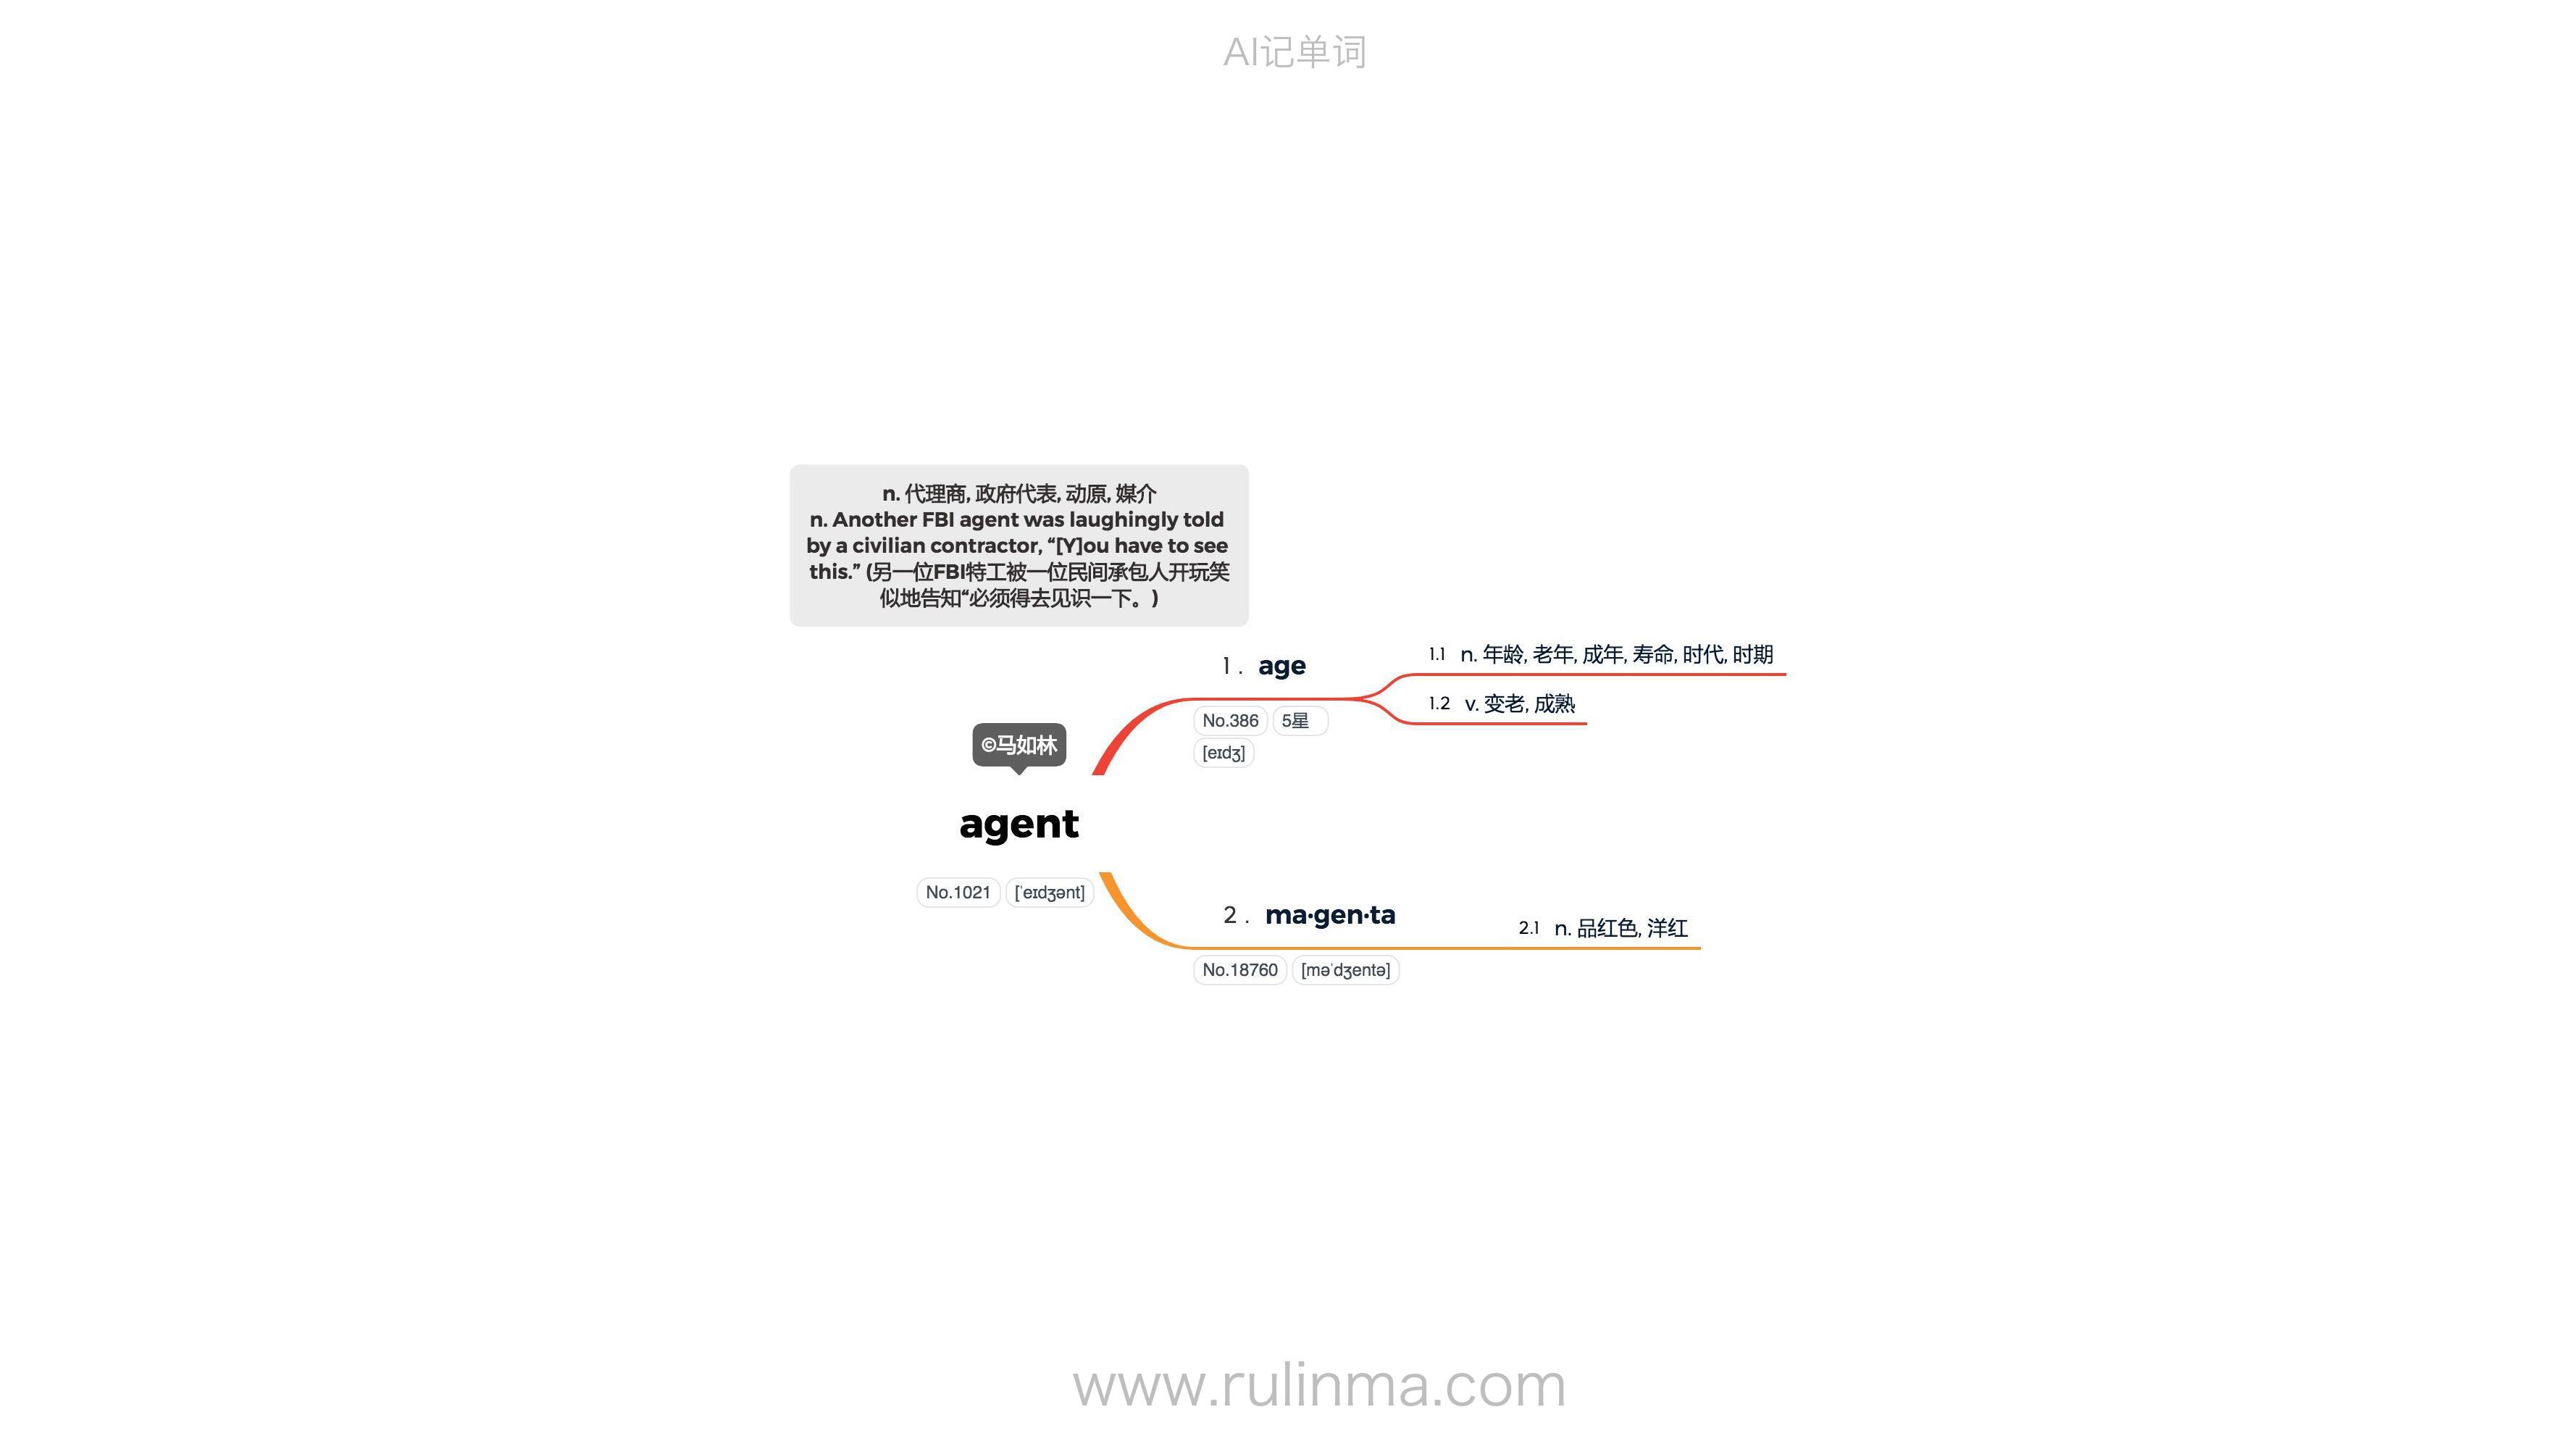 AI记单词
n. 代理商, 政府代表, 动原, 媒介
n. Another FBI agent was laughingly told
by a civilian contractor, “[Y]ou have to see
this.” (另一位FBI特工被一位民间承包人开玩笑
似地告知“必须得去见识一下。)
©马如林
agent
No.1021 [ˈeɪdʒənt]
1. age
No.386 5星
[eɪdʒ]
1.1 n. 年龄, 老年, 成年, 寿命, 时代, 时期
1.2 v. 变老, 成熟
2. ma·gen·ta
No.18760 [məˈdʒentə]
2.1 n. 品红色, 洋红
www.rulinma.com